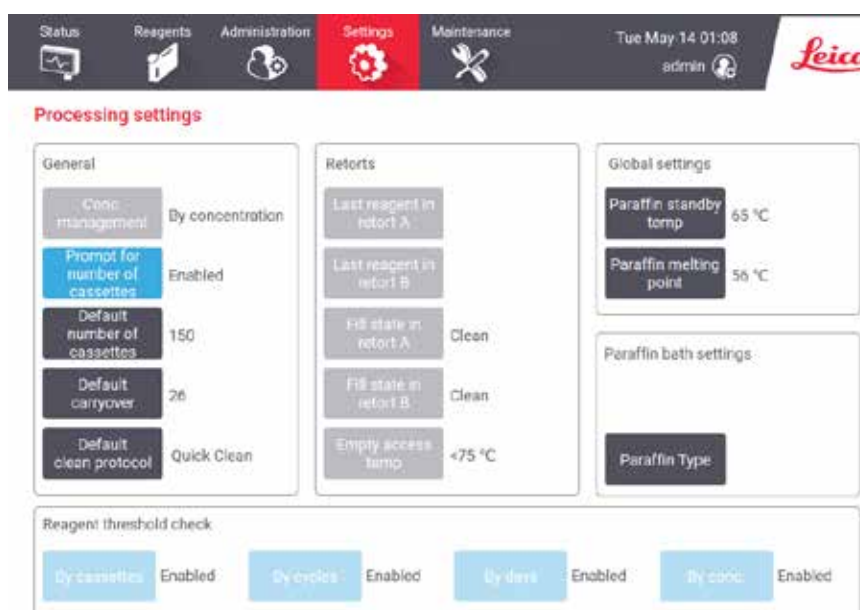 Status Reagents Administration Settings Maintenance
Tue May 14 01:08
admin
Leica
Processing settings
General
Conc
management
By concentration
Prompt for
number of
cassettes
Enabled
Default
number of
cassettes
150
Default
carryover
26
Default
clean protocol
Quick Clean
Retorts
Last reagent in
retort A
Last reagent in
retort B
Fill state in
retort A
Clean
Fill state in
retort B
Clean
Empty access
temp
<75 °C
Global settings
Paraffin standby
temp
65 °C
Paraffin melting
point
56 °C
Paraffin bath settings
Paraffin Type
Reagent threshold check
By cassettes Enabled By cycles Enabled By days Enabled By conc. Enabled